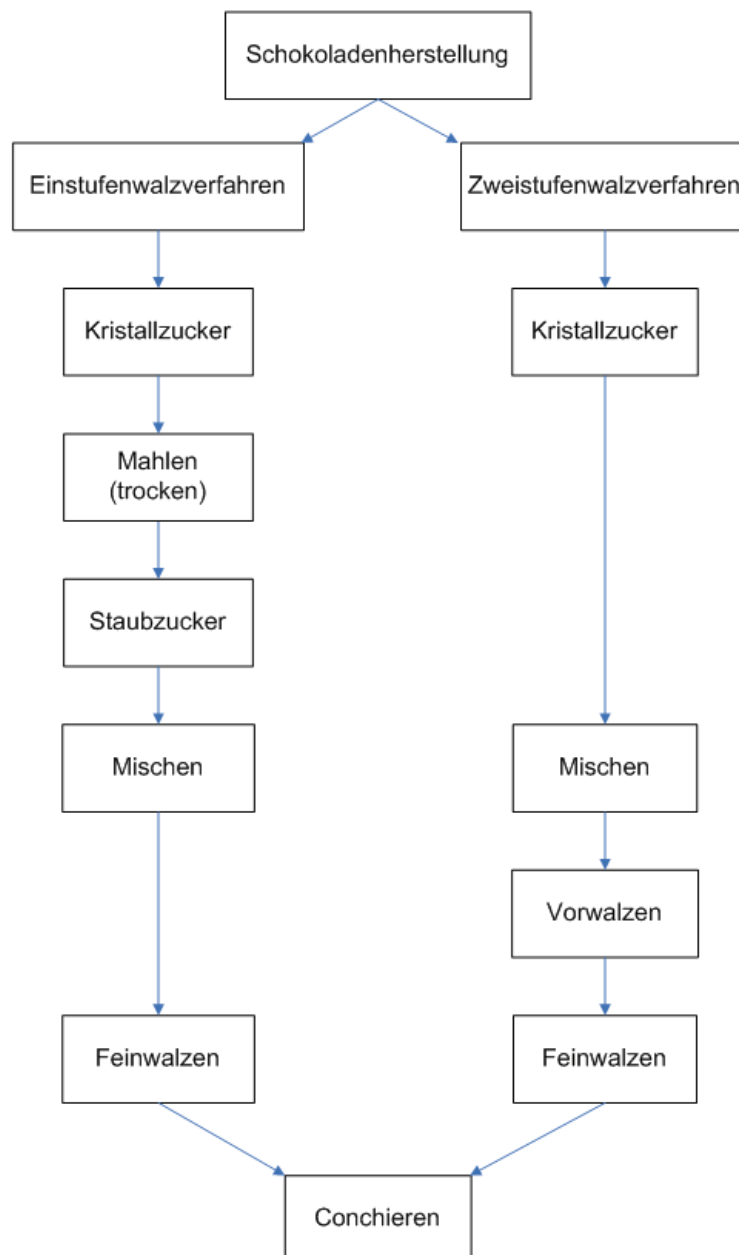 Schokoladenherstellung
Einstufenwalzverfahren
Zweistufenwalzverfahren
Kristallzucker
Kristallzucker
Mahlen
(trocken)
Staubzucker
Mischen
Mischen
Vorwalzen
Feinwalzen
Feinwalzen
Conchieren